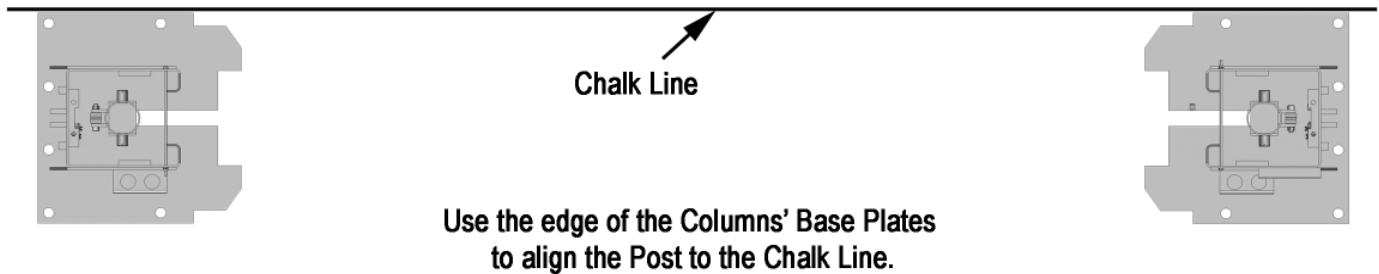 Chalk Line
Use the edge of the Columns’ Base Plates
to align the Post to the Chalk Line.